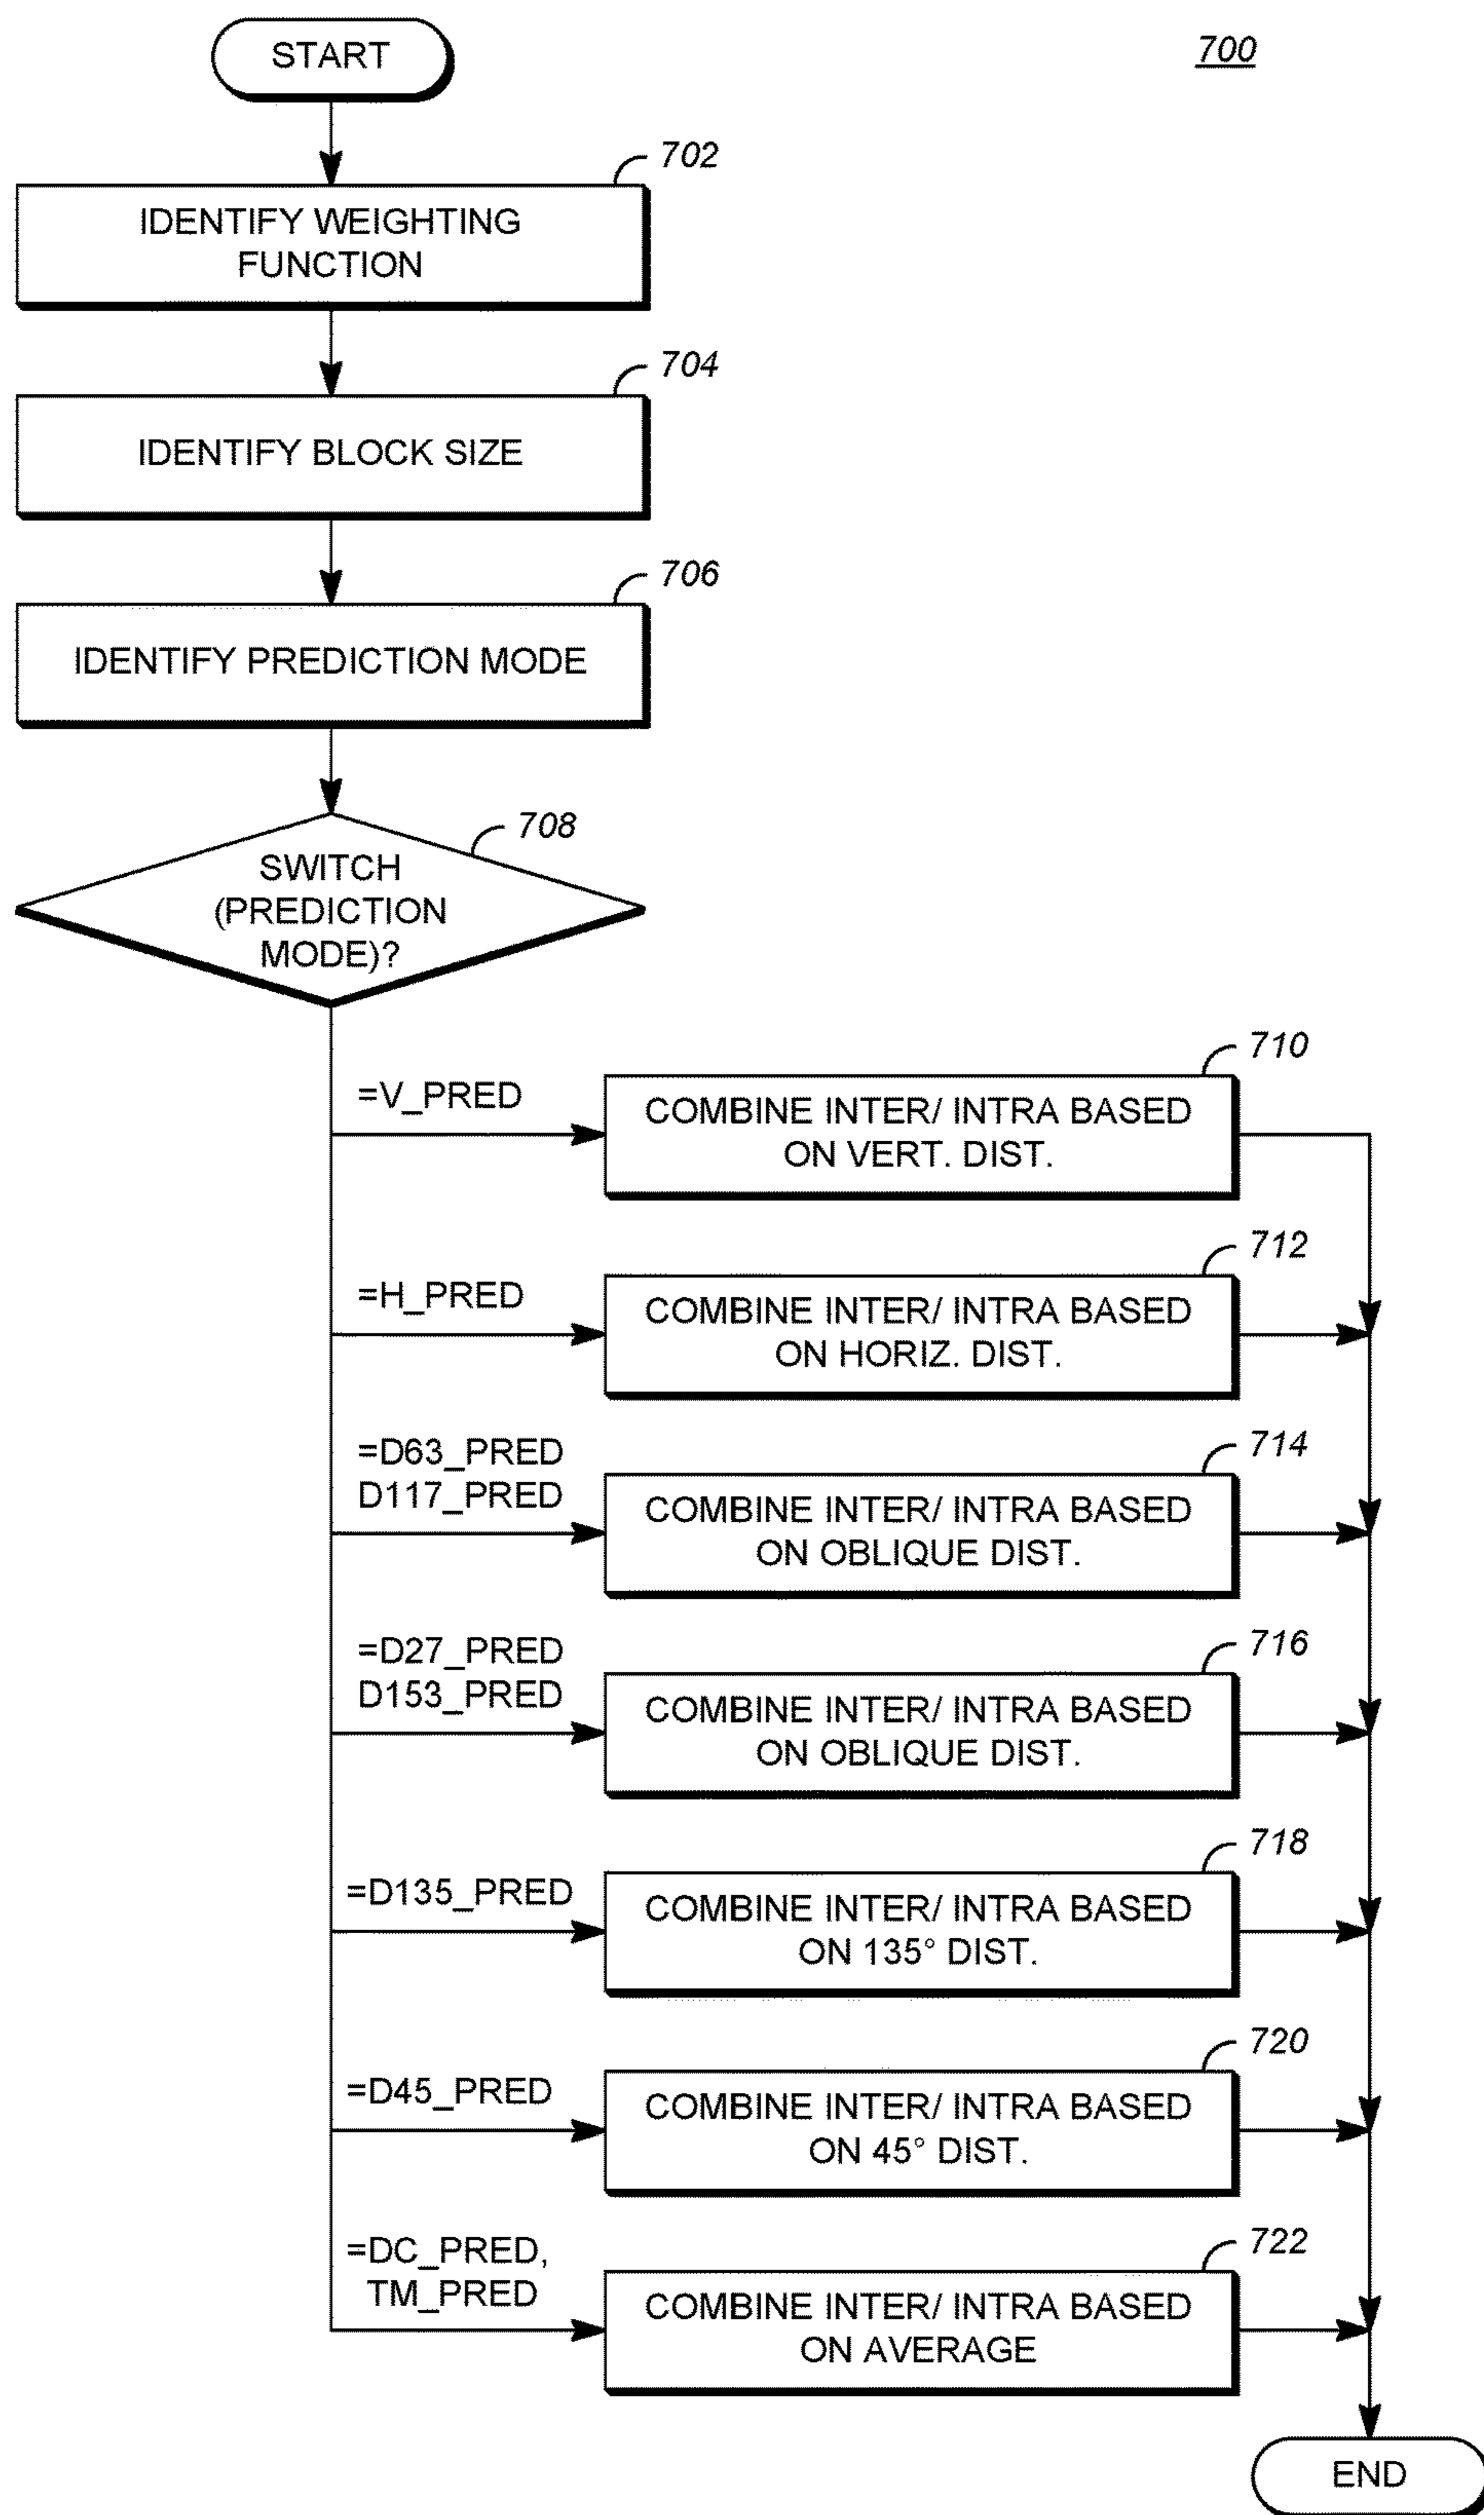 START
700
702
IDENTIFY WEIGHTING
FUNCTION
704
IDENTIFY BLOCK SIZE
706
IDENTIFY PREDICTION MODE
708
SWITCH
(PREDICTION
MODE)?
710
=V_PRED
COMBINE INTER/ INTRA BASED
ON VERT. DIST.
712
=H_PRED
COMBINE INTER/ INTRA BASED
ON HORIZ. DIST.
714
=D63_PRED
D117_PRED
COMBINE INTER/ INTRA BASED
ON OBLIQUE DIST.
716
=D27_PRED
D153_PRED
COMBINE INTER/ INTRA BASED
ON OBLIQUE DIST.
718
=D135_PRED
COMBINE INTER/ INTRA BASED
ON 135° DIST.
720
=D45_PRED
COMBINE INTER/ INTRA BASED
ON 45° DIST.
722
=DC_PRED,
TM_PRED
COMBINE INTER/ INTRA BASED
ON AVERAGE
END